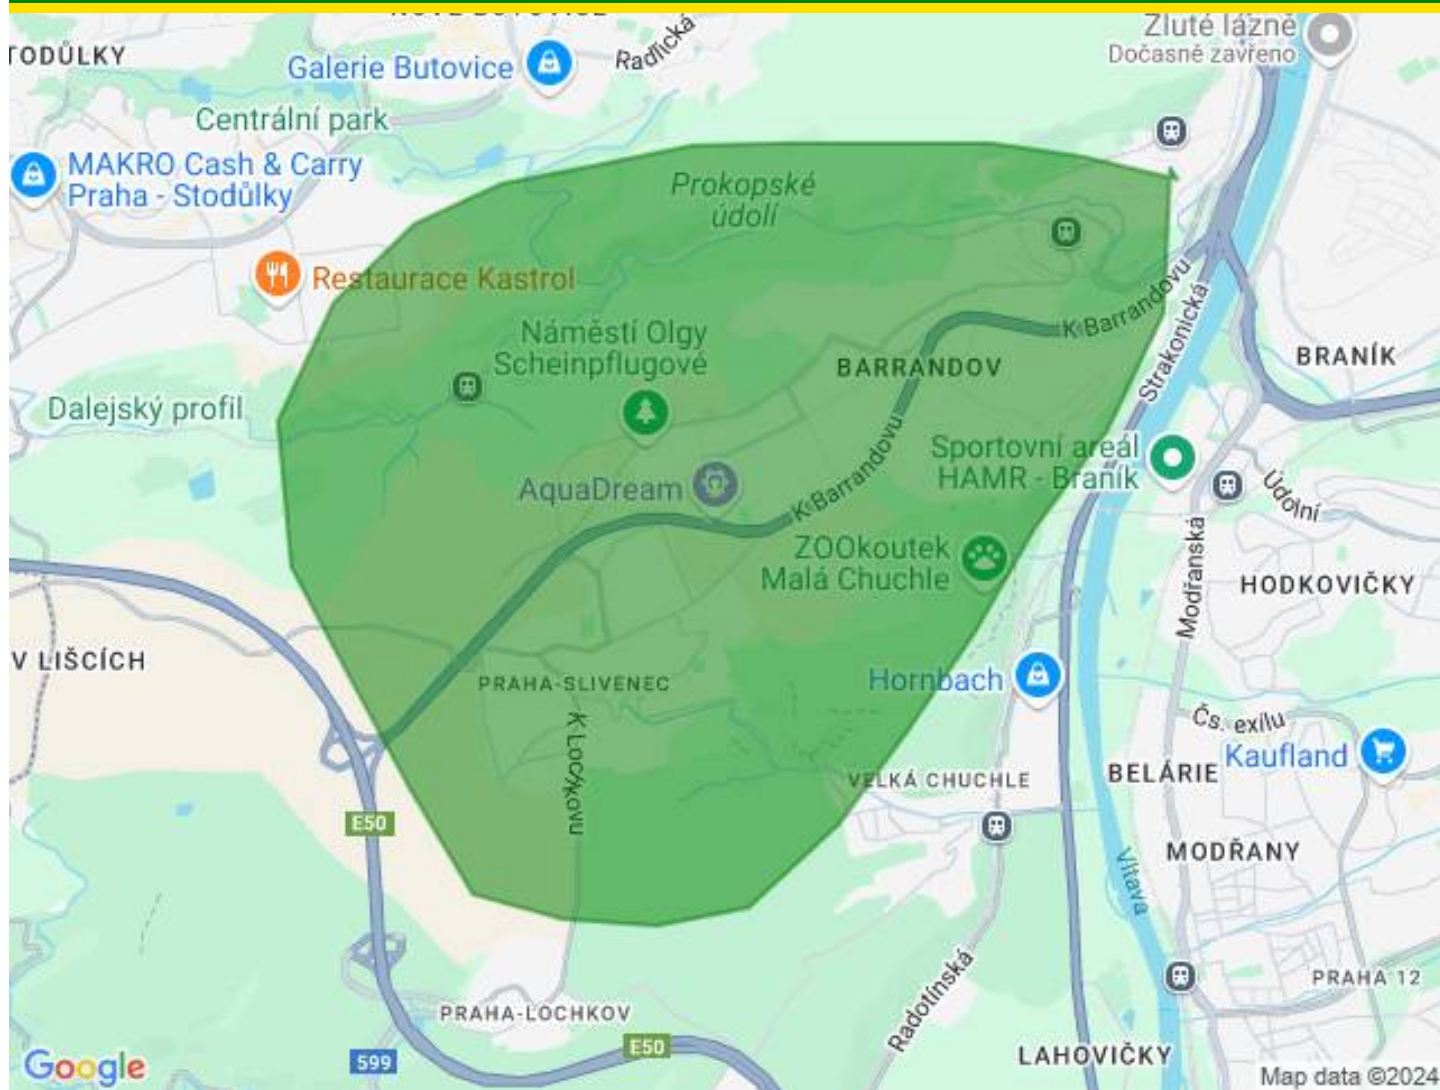 Radlická
Žluté lázně
Dočasně zavřeno
TODŮLKY
Galerie Butovice
Centrální park
MAKRO Cash & Carry
Praha - Stodůlky
Prokopské
údolí
Restaurace Kastrol
K Barrandovu
Strakonická
Náměstí Olgy
Scheinpflugové
BARRANDOV
BRANÍK
Dalejský profil
Sportovní areál
HAMR - Braník
K Barrandovu
AquaDream
Údolní
ZOOkoutek
Malá Chuchle
Modřanská
HODKOVIČKY
V LIŠCÍCH
PRAHA-SLIVENEC
Hornbach
K Lochkovu
Čs. exilu
Kaufland
VELKÁ CHUCHLE
BELÁRIE
E50
MODŘANY
Vltava
Radotínská
PRAHA 12
PRAHA-LOCHKOV
E50
LAHOVIČKY
599
Google
Map data ©2024